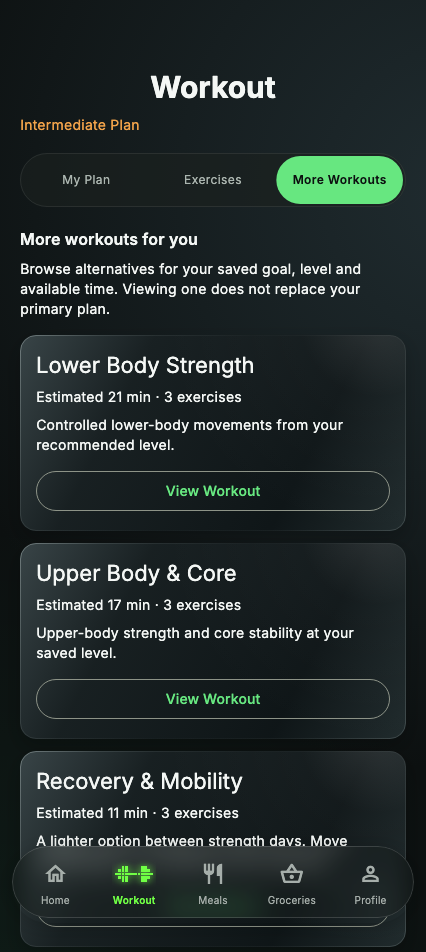 Workout
Intermediate Plan
My Plan
Exercises
More Workouts
More workouts for you
Browse alternatives for your saved goal, level and
available time. Viewing one does not replace your
primary plan.
Lower Body Strength
Estimated 21 min · 3 exercises
Controlled lower-body movements from your
recommended level.
View Workout
Upper Body & Core
Estimated 17 min · 3 exercises
Upper-body strength and core stability at your
saved level.
View Workout
Recovery & Mobility
Estimated 11 min · 3 exercises
A lighter option between strength days. Move
Home
Workout
Meals
Groceries
Profile